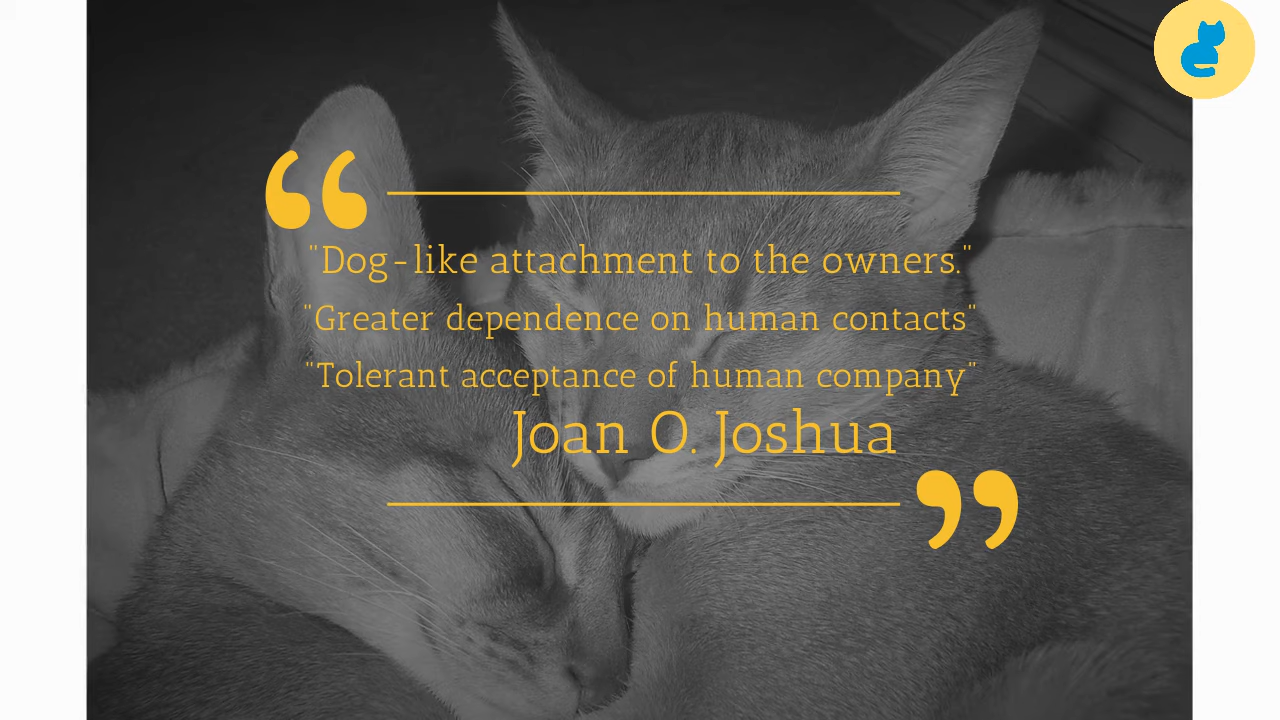 "Dog-like attachment to the owners."
"Greater dependence on human contacts"
"Tolerant acceptance of human company"
Joan O. Joshua